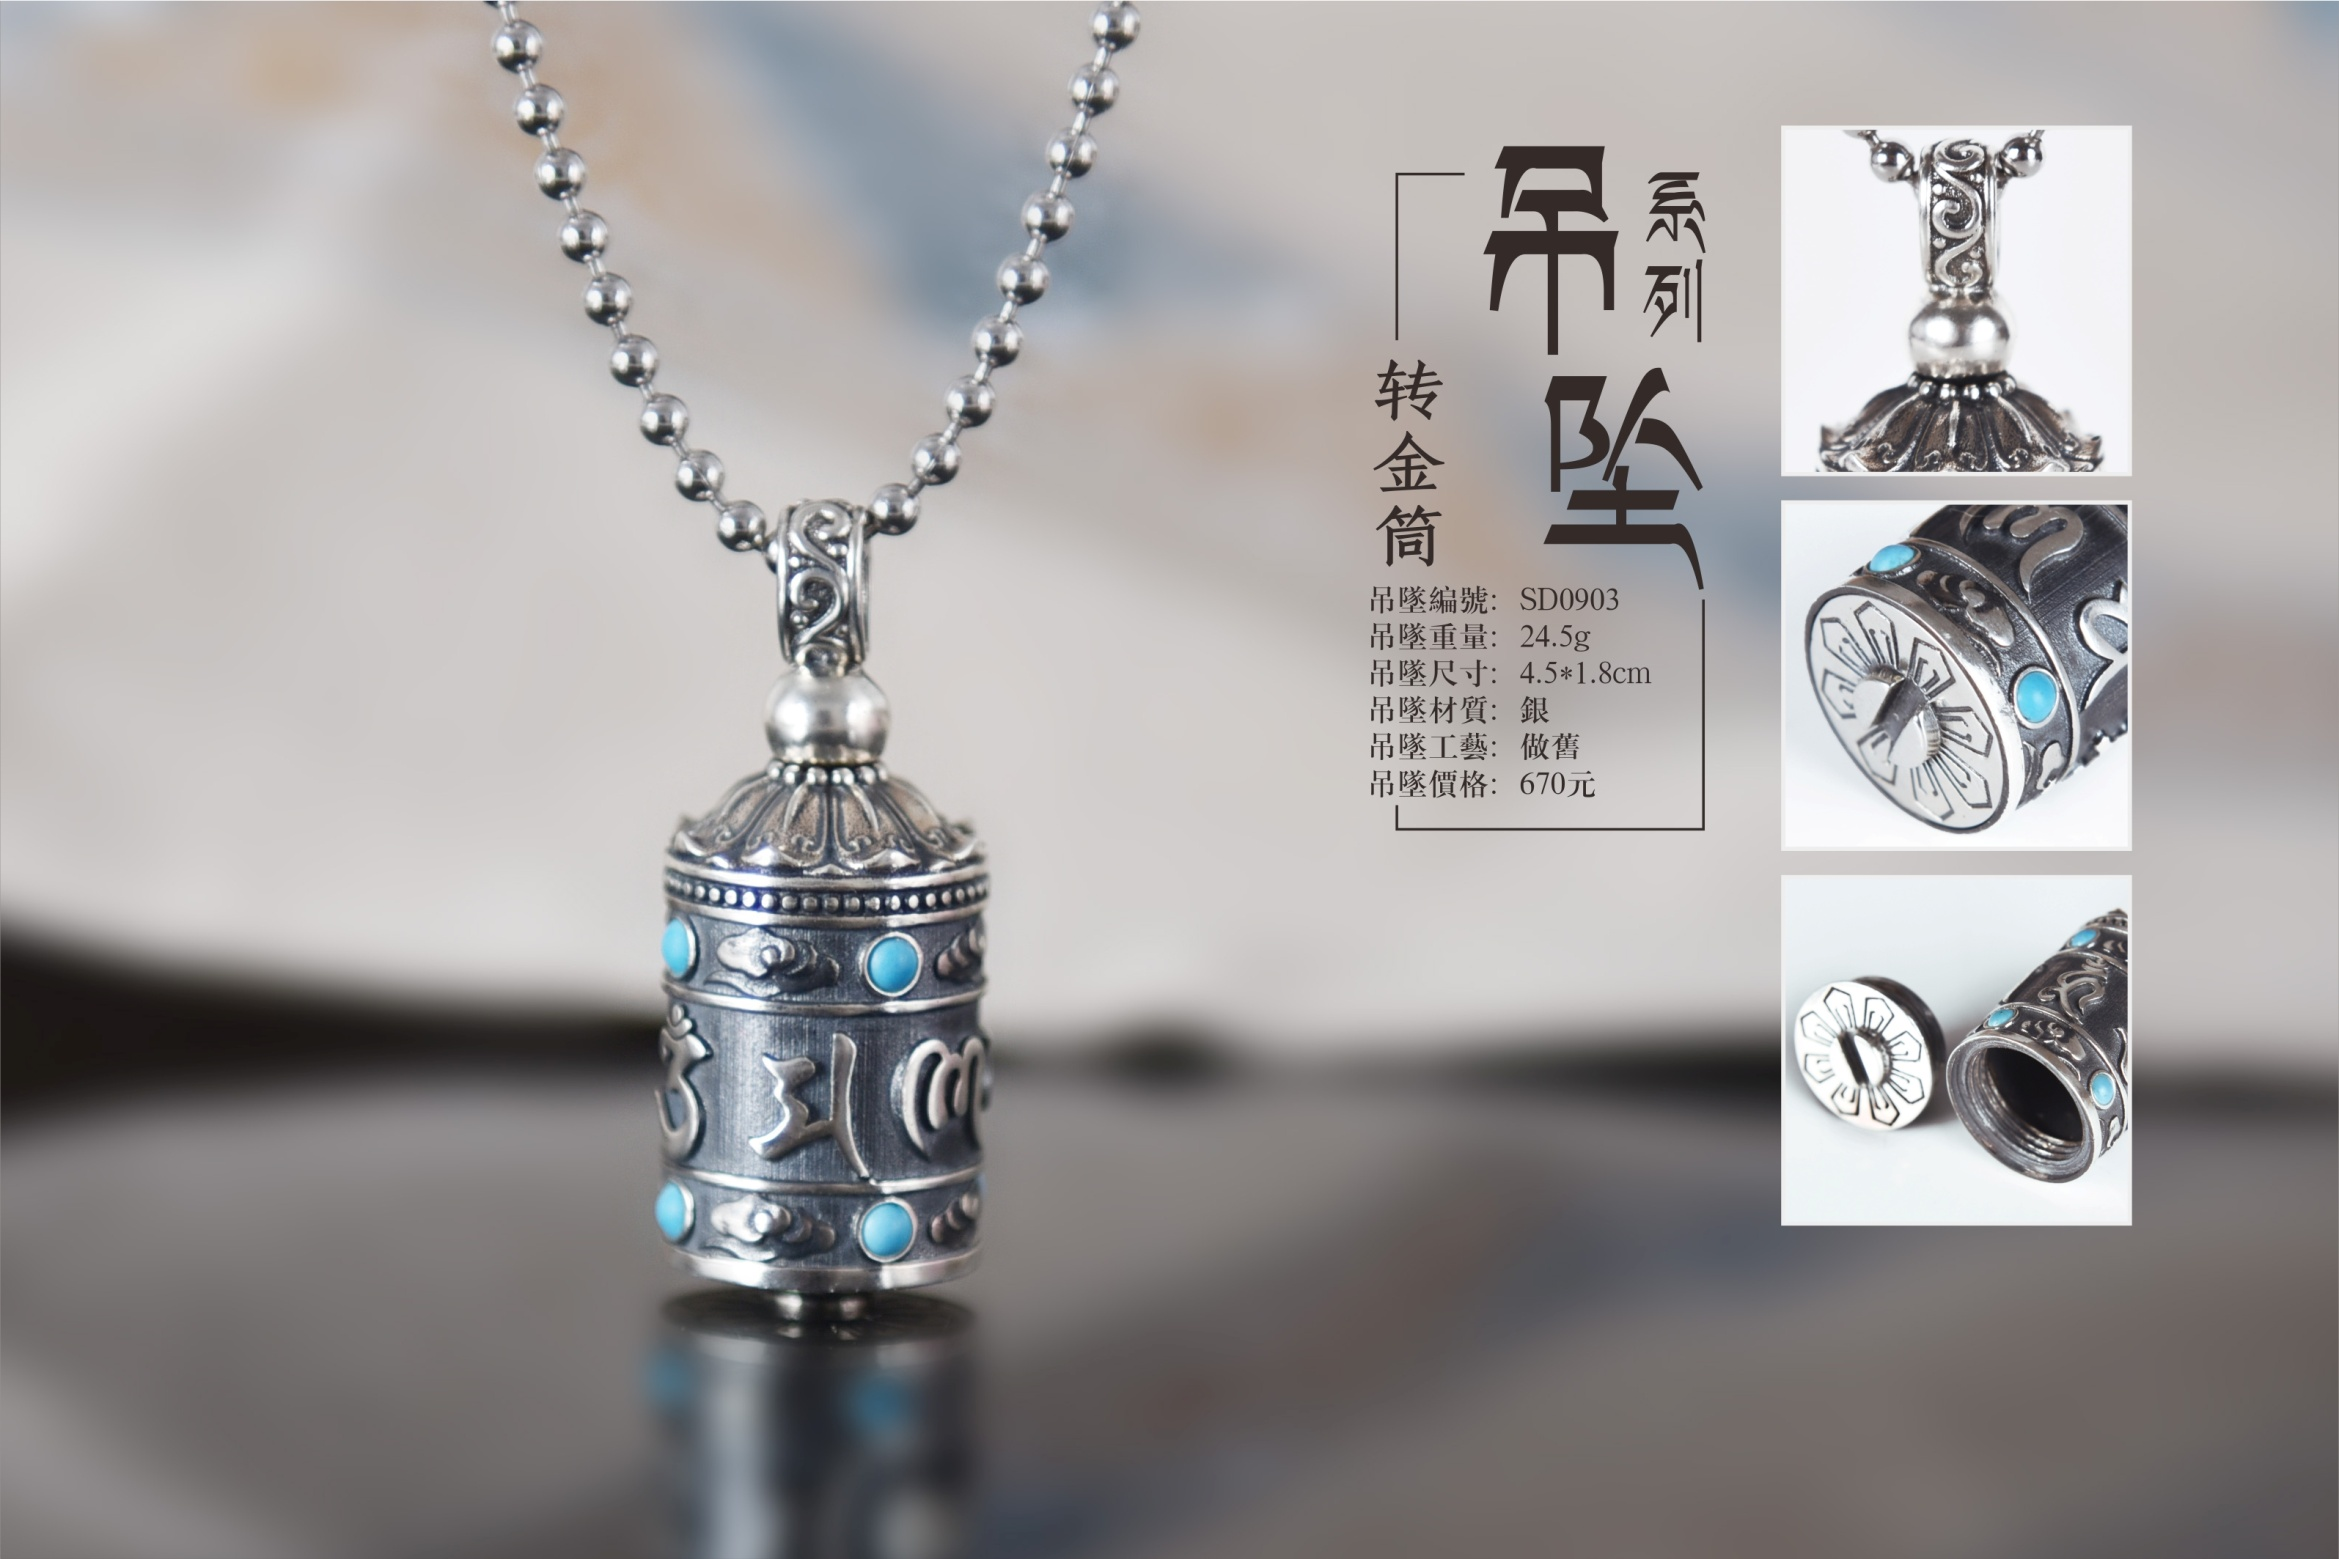 吊坠
系列
转金筒
吊墜編號：SD0903
吊墜重量：24.5g
吊墜尺寸：4.5*1.8cm
吊墜材質：銀
吊墜工藝：做舊
吊墜價格：670元